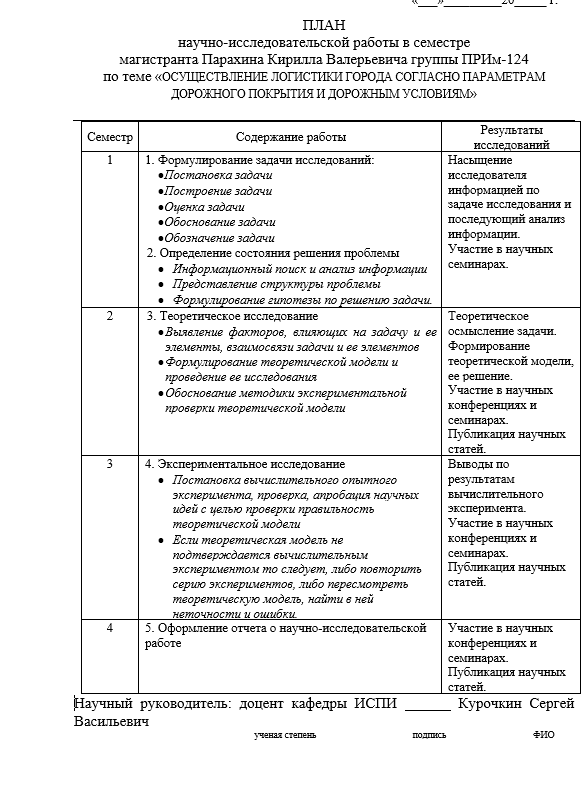 «___»_________20_____ г.
ПЛАН
научно-исследовательской работы в семестре
магистранта Парахина Кирилла Валерьевича группы ПРИм-124
по теме «ОСУЩЕСТВЛЕНИЕ ЛОГИСТИКИ ГОРОДА СОГЛАСНО ПАРАМЕТРАМ
ДОРОЖНОГО ПОКРЫТИЯ И ДОРОЖНЫМ УСЛОВИЯМ»
Семестр
Содержание работы
Результаты
исследований
1
1. Формулирование задачи исследований:
•Постановка задачи
•Построение задачи
•Оценка задачи
•Обоснование задачи
•Обозначение задачи
2. Определение состояния решения проблемы
• Информационный поиск и анализ информации
• Представление структуры проблемы
• Формулирование гипотезы по решению задачи.
Насыщение
исследователя
информацией по
задаче исследования и
последующий анализ
информации.
Участие в научных
семинарах.
2
3. Теоретическое исследование
•Выявление факторов, влияющих на задачу и ее
элементы, взаимосвязи задачи и ее элементов
•Формулирование теоретической модели и
проведение ее исследования
•Обоснование методики экспериментальной
проверки теоретической модели
Теоретическое
осмысление задачи.
Формирование
теоретической модели,
ее решение.
Участие в научных
конференциях и
семинарах.
Публикация научных
статей.
3
4. Экспериментальное исследование
• Постановка вычислительного опытного
эксперимента, проверка, апробация научных
идей с целью проверки правильность
теоретической модели
• Если теоретическая модель не
подтверждается вычислительным
экспериментом то следует, либо повторить
серию экспериментов, либо пересмотреть
теоретическую модель, найти в ней
неточности и ошибки.
Выводы по
результатам
вычислительного
эксперимента.
Участие в научных
конференциях и
семинарах.
Публикация научных
статей.
4
5. Оформление отчета о научно-исследовательской
работе
Участие в научных
конференциях и
семинарах.
Публикация научных
статей.
Научный руководитель: доцент кафедры ИСПИ _______ Курочкин Сергей
Васильевич
ученая степень подпись ФИО